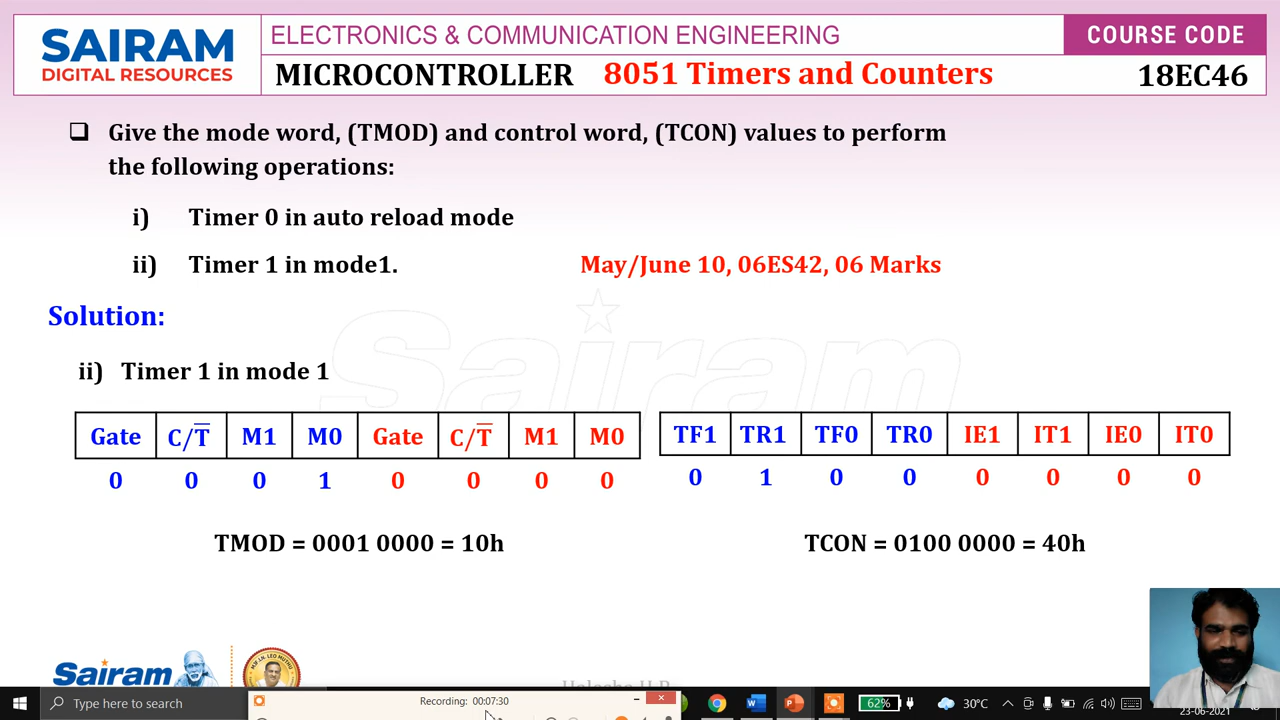 SAIRAM
DIGITAL RESOURCES
ELECTRONICS & COMMUNICATION ENGINEERING
COURSE CODE
MICROCONTROLLER 8051 Timers and Counters 18EC46
❑ Give the mode word, (TMOD) and control word, (TCON) values to perform
the following operations:
i) Timer 0 in auto reload mode
ii) Timer 1 in mode1. May/June 10, 06ES42, 06 Marks
Solution:
Sairam
ii) Timer 1 in mode 1
Gate C/T̅ M1 M0 Gate C/T̅ M1 M0
0 0 0 1 0 0 0 0
TF1 TR1 TF0 TR0 IE1 IT1 IE0 IT0
0 1 0 0 0 0 0 0
TMOD = 0001 0000 = 10h
TCON = 0100 0000 = 40h
Sairam
Type here to search
Recording: 00:07:30
62%
30°C
23-06-2021